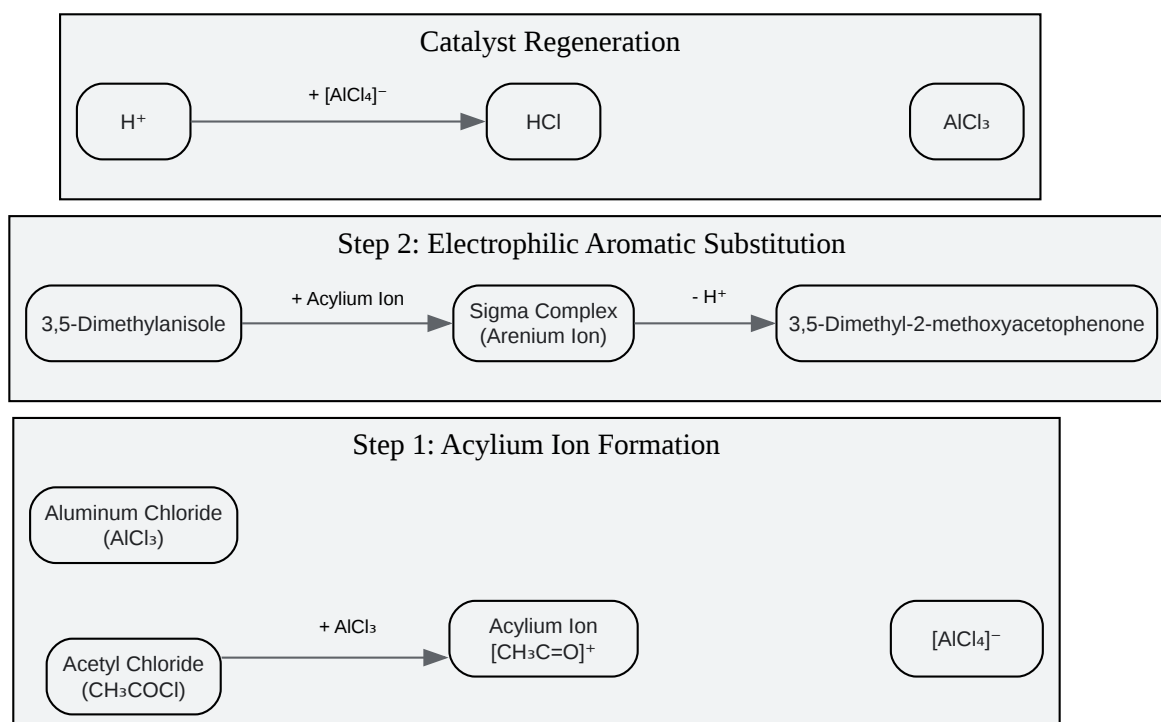 Catalyst Regeneration
H⁺
+ [AlCl₄]⁻
HCl
AlCl₃
Step 2: Electrophilic Aromatic Substitution
3,5-Dimethylanisole
+ Acylium Ion
Sigma Complex
(Arenium Ion)
- H⁺
3,5-Dimethyl-2-methoxyacetophenone
Step 1: Acylium Ion Formation
Aluminum Chloride
(AlCl₃)
Acetyl Chloride
(CH₃COCl)
+ AlCl₃
Acylium Ion
[CH₃C=O]⁺
[AlCl₄]⁻